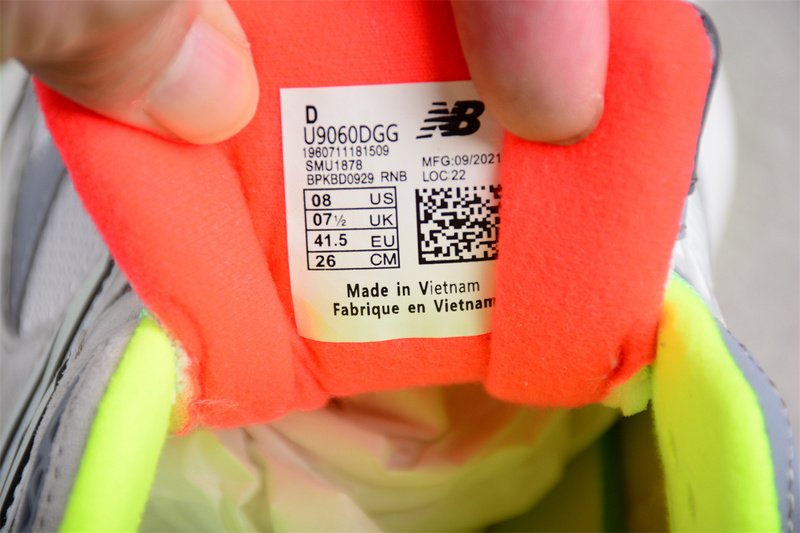 D
U9060DGG
1960711181509
SMU1878
BPKBD0929 RNB
NB
MFG:09/2021
LOC:22
08 US
07½ UK
41.5 EU
26 CM
Made in Vietnam
Fabrique en Vietnam